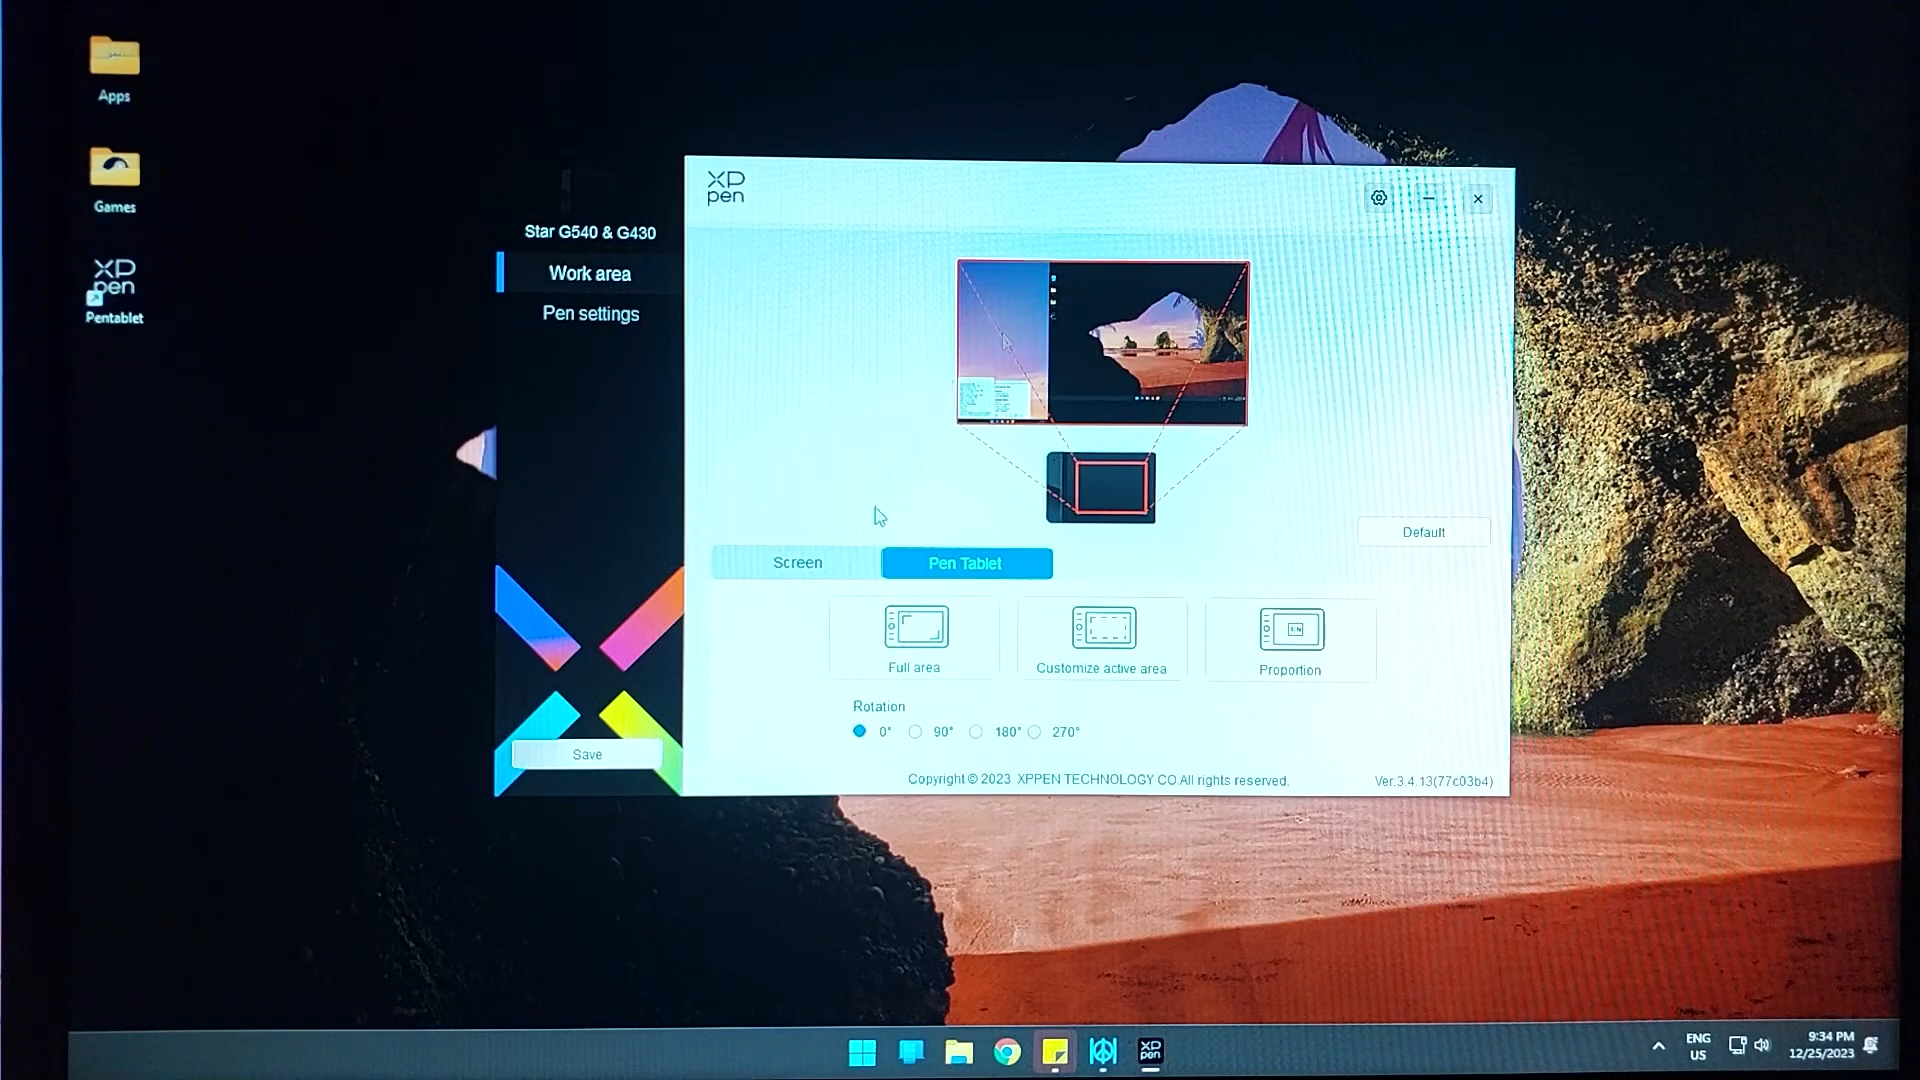 Apps
Games
XP
pen
Pentablet
XP
pen
Star G540 & G430
Work area
Pen settings
Save
Default
Screen
Pen Tablet
Full area
Customize active area
Proportion
Rotation
0°
90°
180°
270°
Copyright © 2023 XPPEN TECHNOLOGY CO.All rights reserved.
Ver:3.4.13(77c03b4)
XP
pen
ENG
US
9:34 PM
12/25/2023